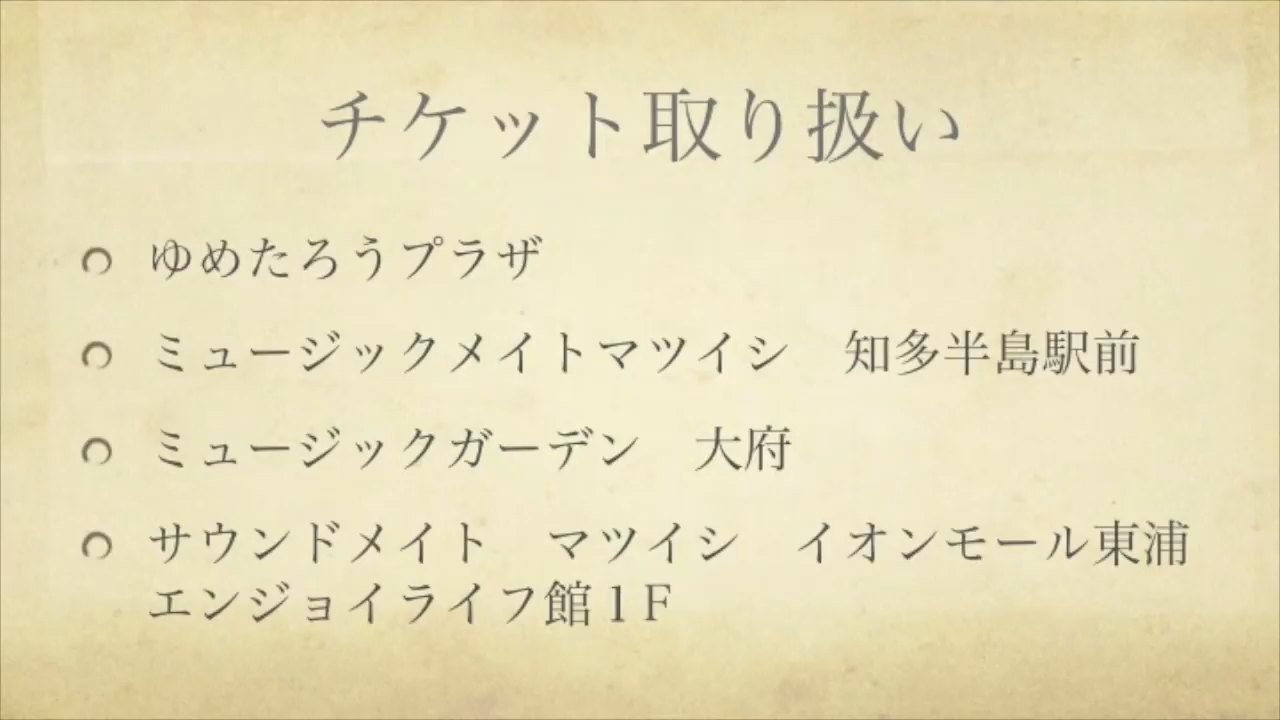 チケット取り扱い
ゆめたろうプラザ
ミュージックメイトマツイシ　知多半島駅前
ミュージックガーデン　大府
サウンドメイト　マツイシ　イオンモール東浦
エンジョイライフ館１F